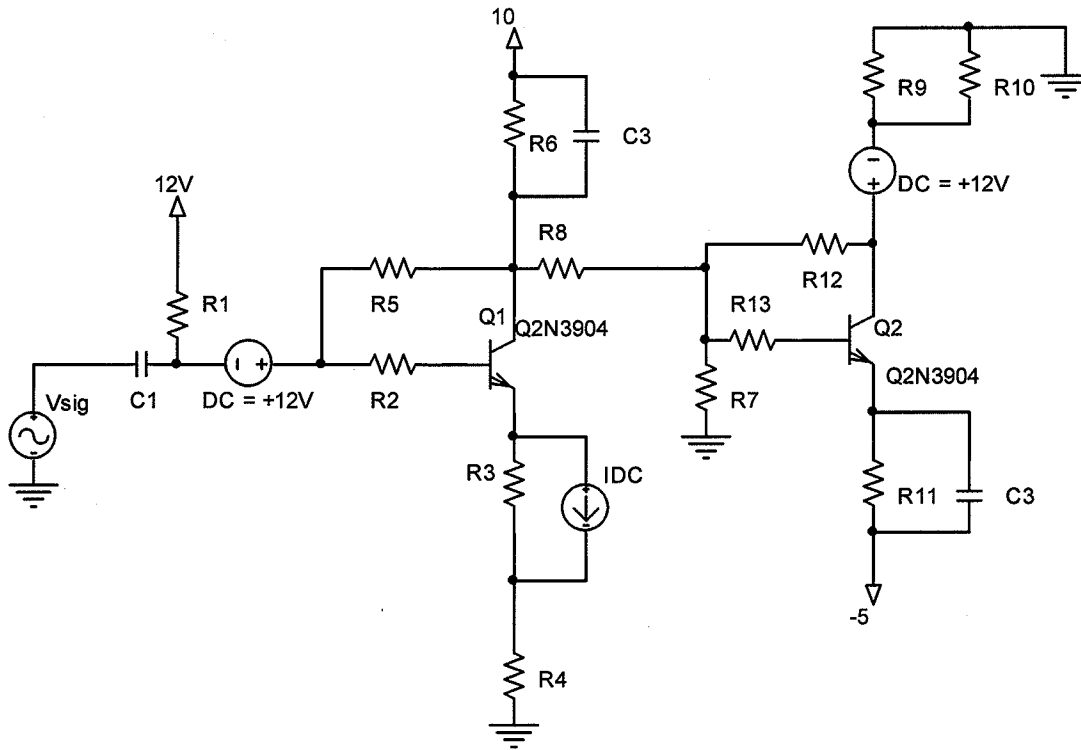 10
R9
R10
R6
C3
12V
DC = +12V
R8
R12
R1
R5
Q1
Q2N3904
R13
Q2
C1
Vsig
DC = +12V
R2
Q2N3904
R7
R3
IDC
R11
C3
-5
R4